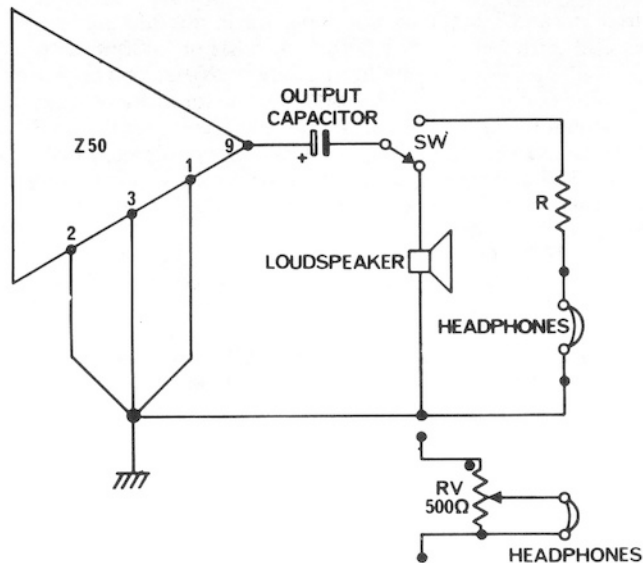 OUTPUT
CAPACITOR
SW
Z50
9
+
1
3
2
R
LOUDSPEAKER
HEADPHONES
RV
500Ω
HEADPHONES